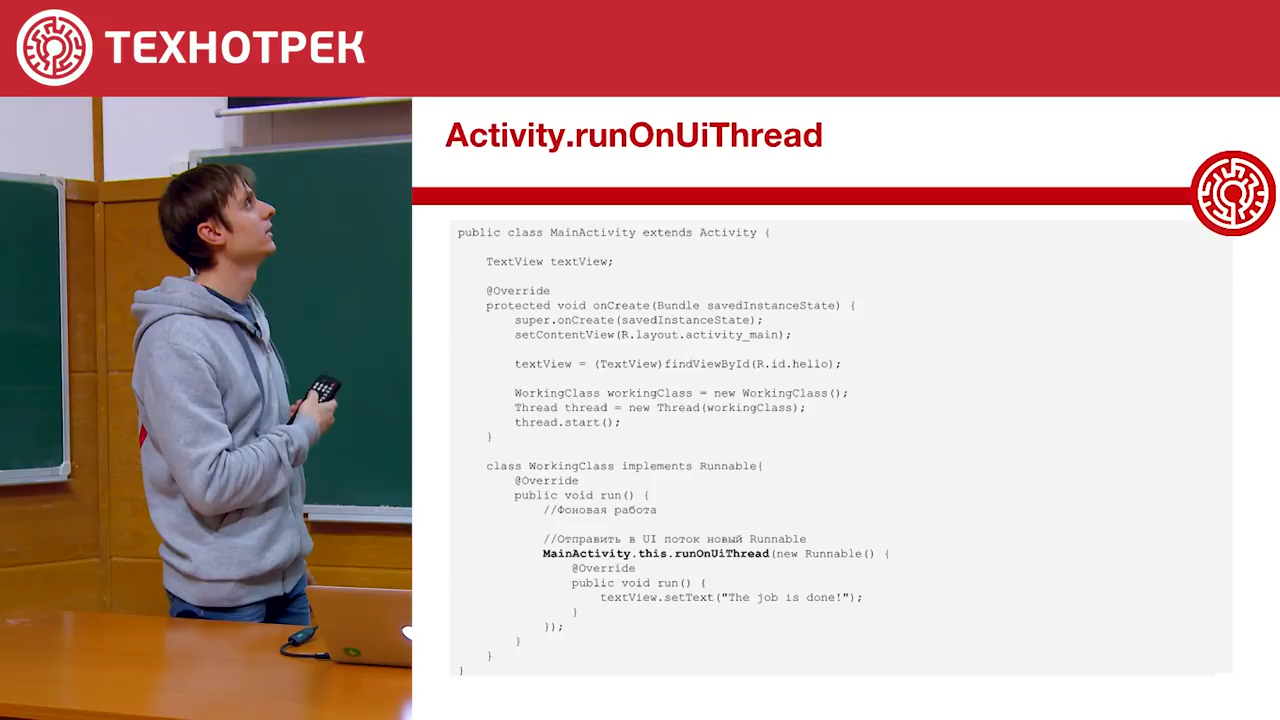 ТЕХНОТРЕК
Activity.runOnUiThread
public class MainActivity extends Activity {
TextView textView;
@Override
protected void onCreate(Bundle savedInstanceState) {
super.onCreate(savedInstanceState);
setContentView(R.layout.activity_main);
textView = (TextView)findViewById(R.id.hello);
WorkingClass workingClass = new WorkingClass();
Thread thread = new Thread(workingClass);
thread.start();
}
class WorkingClass implements Runnable{
@Override
public void run() {
//Фоновая работа
//Отправить в UI поток новый Runnable
MainActivity.this.runOnUiThread(new Runnable() {
@Override
public void run() {
textView.setText("The job is done!");
}
});
}
}
}